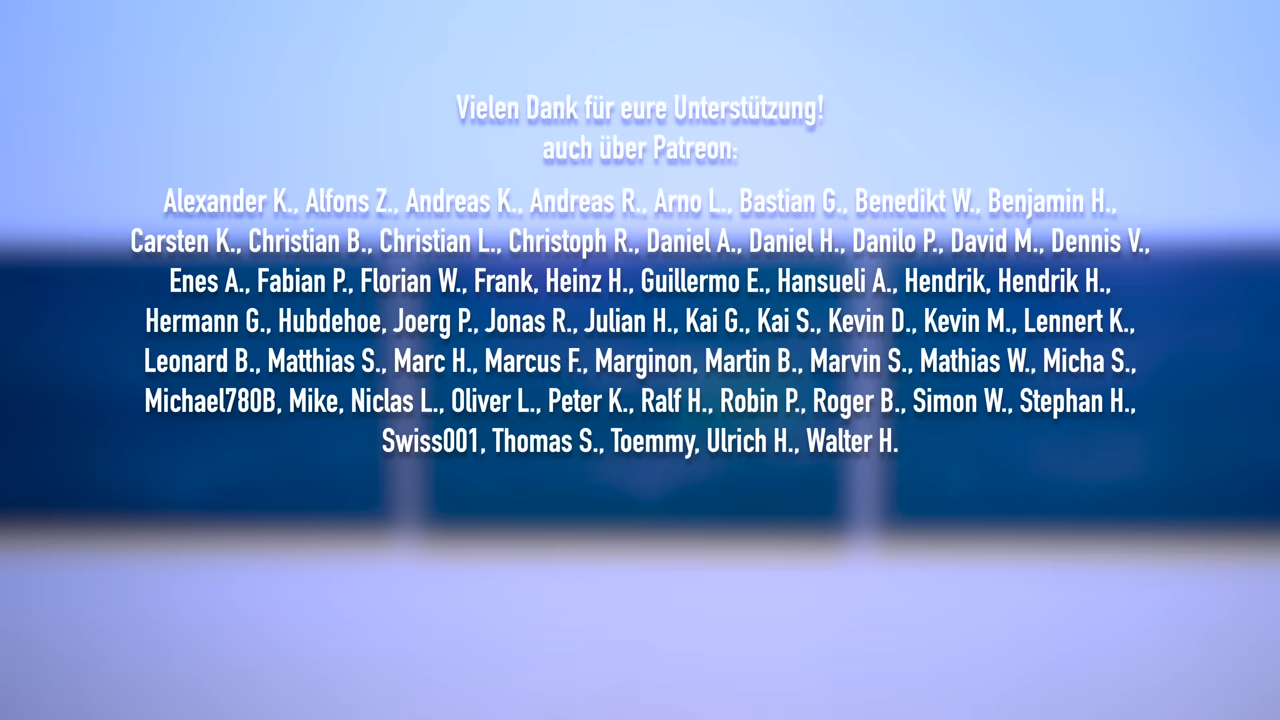 Vielen Dank für eure Unterstützung!
auch über Patreon:
Alexander K., Alfons Z., Andreas K., Andreas R., Arno L., Bastian G., Benedikt W., Benjamin H.,
Carsten K., Christian B., Christian L., Christoph R., Daniel A., Daniel H., Danilo P., David M., Dennis V.,
Enes A., Fabian P., Florian W., Frank, Heinz H., Guillermo E., Hansueli A., Hendrik, Hendrik H.,
Hermann G., Hubdehoe, Joerg P., Jonas R., Julian H., Kai G., Kai S., Kevin D., Kevin M., Lennert K.,
Leonard B., Matthias S., Marc H., Marcus F., Marginon, Martin B., Marvin S., Mathias W., Micha S.,
Michael780B, Mike, Niclas L., Oliver L., Peter K., Ralf H., Robin P., Roger B., Simon W., Stephan H.,
Swiss001, Thomas S., Toemmy, Ulrich H., Walter H.